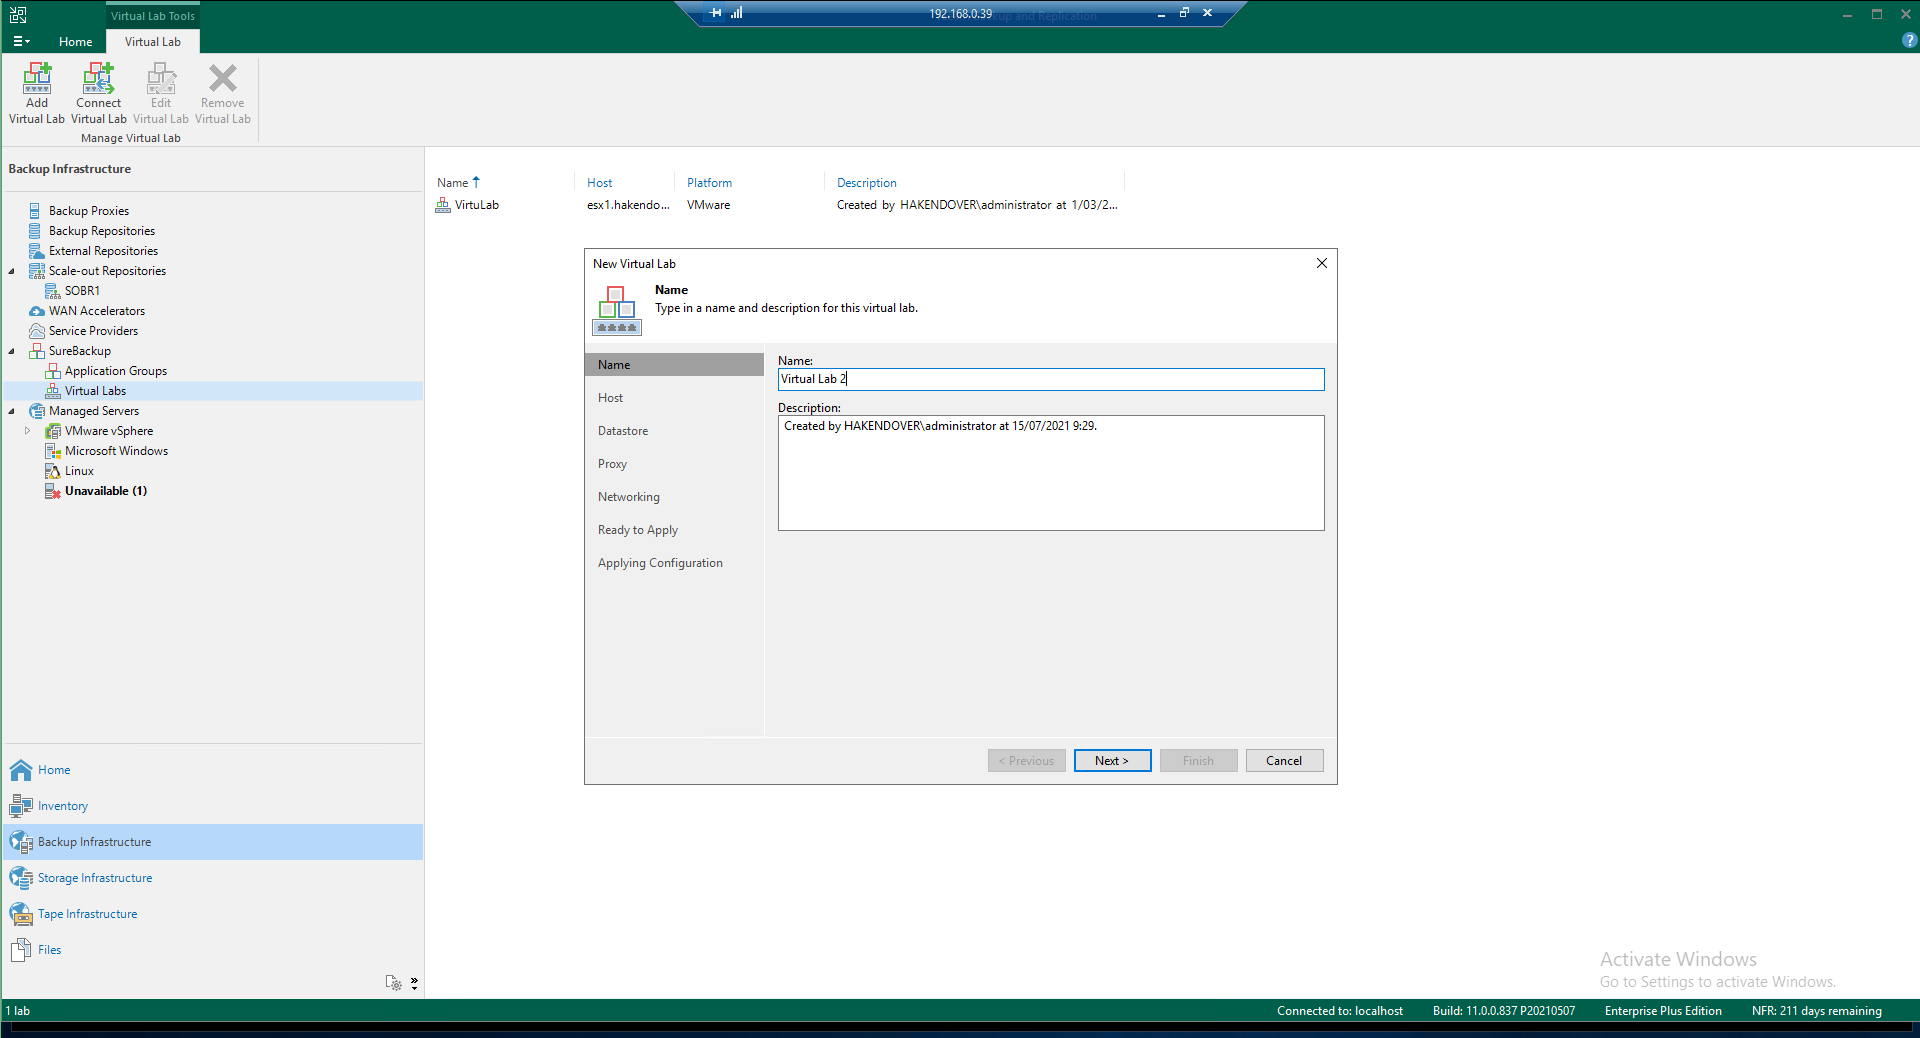 Virtual Lab Tools
192.168.0.39
up and Replication
Home
Virtual Lab
?
Add
Virtual Lab
Connect
Virtual Lab
Edit
Virtual Lab
Remove
Virtual Lab
Manage Virtual Lab
Backup Infrastructure
Backup Proxies
Backup Repositories
External Repositories
Scale-out Repositories
SOBR1
WAN Accelerators
Service Providers
SureBackup
Application Groups
Virtual Labs
Managed Servers
VMware vSphere
Microsoft Windows
Linux
Unavailable (1)
Home
Inventory
Backup Infrastructure
Storage Infrastructure
Tape Infrastructure
Files
Name Host Platform Description
VirtuLab esx1.hakendo... VMware Created by HAKENDOVER\administrator at 1/03/2...
New Virtual Lab
Name
Type in a name and description for this virtual lab.
Name
Host
Datastore
Proxy
Networking
Ready to Apply
Applying Configuration
Name:
Virtual Lab 2
Description:
Created by HAKENDOVER\administrator at 15/07/2021 9:29.
< Previous
Next >
Finish
Cancel
Activate Windows
Go to Settings to activate Windows.
1 lab
Connected to: localhost
Build: 11.0.0.837 P20210507
Enterprise Plus Edition
NFR: 211 days remaining